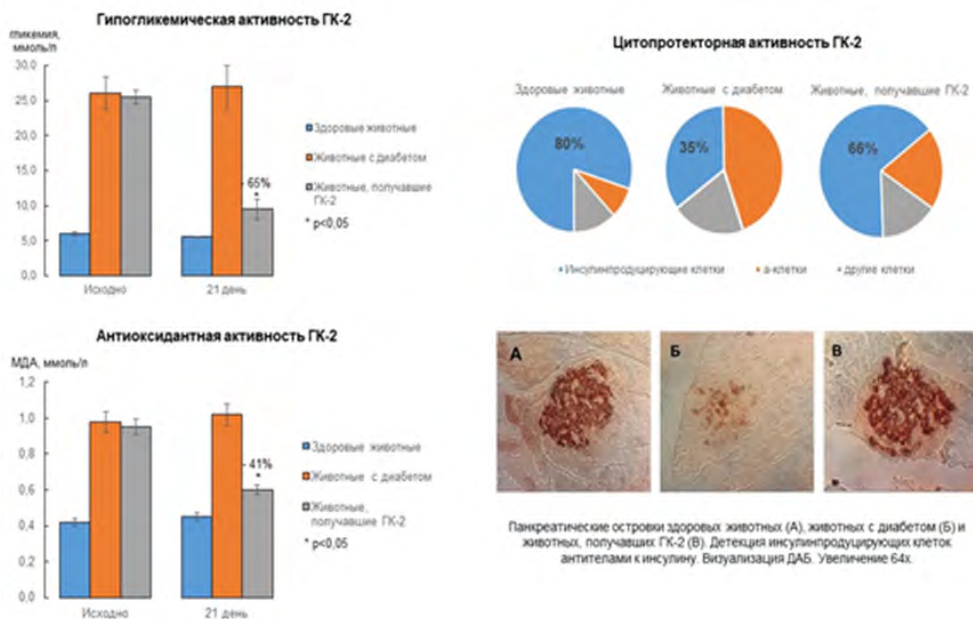 Гипогликемическая активность ГК-2
гликемия,
ммоль/л
30,0
25,0
20,0
15,0
10,0
5,0
0,0
- 65%
*
Исходно
21 день
Здоровые животные
Животные с диабетом
Животные, получавшие
ГК-2
* p<0,05
Антиоксидантная активность ГК-2
МДА, ммоль/л
1,2
1,0
0,8
0,6
0,4
0,2
0,0
- 41%
*
Исходно
21 день
Здоровые животные
Животные с диабетом
Животные,
получавшие ГК-2
* p<0,05
Цитопротекторная активность ГК-2
Здоровые животные
Животные с диабетом
Животные, получавшие ГК-2
80%
35%
66%
Инсулинпродуцирующие клетки
а-клетки
другие клетки
А
Б
В
Панкреатические островки здоровых животных (А), животных с диабетом (Б) и
животных, получавших ГК-2 (В). Детекция инсулинпродуцирующих клеток
антителами к инсулину. Визуализация ДАБ. Увеличение 64х.